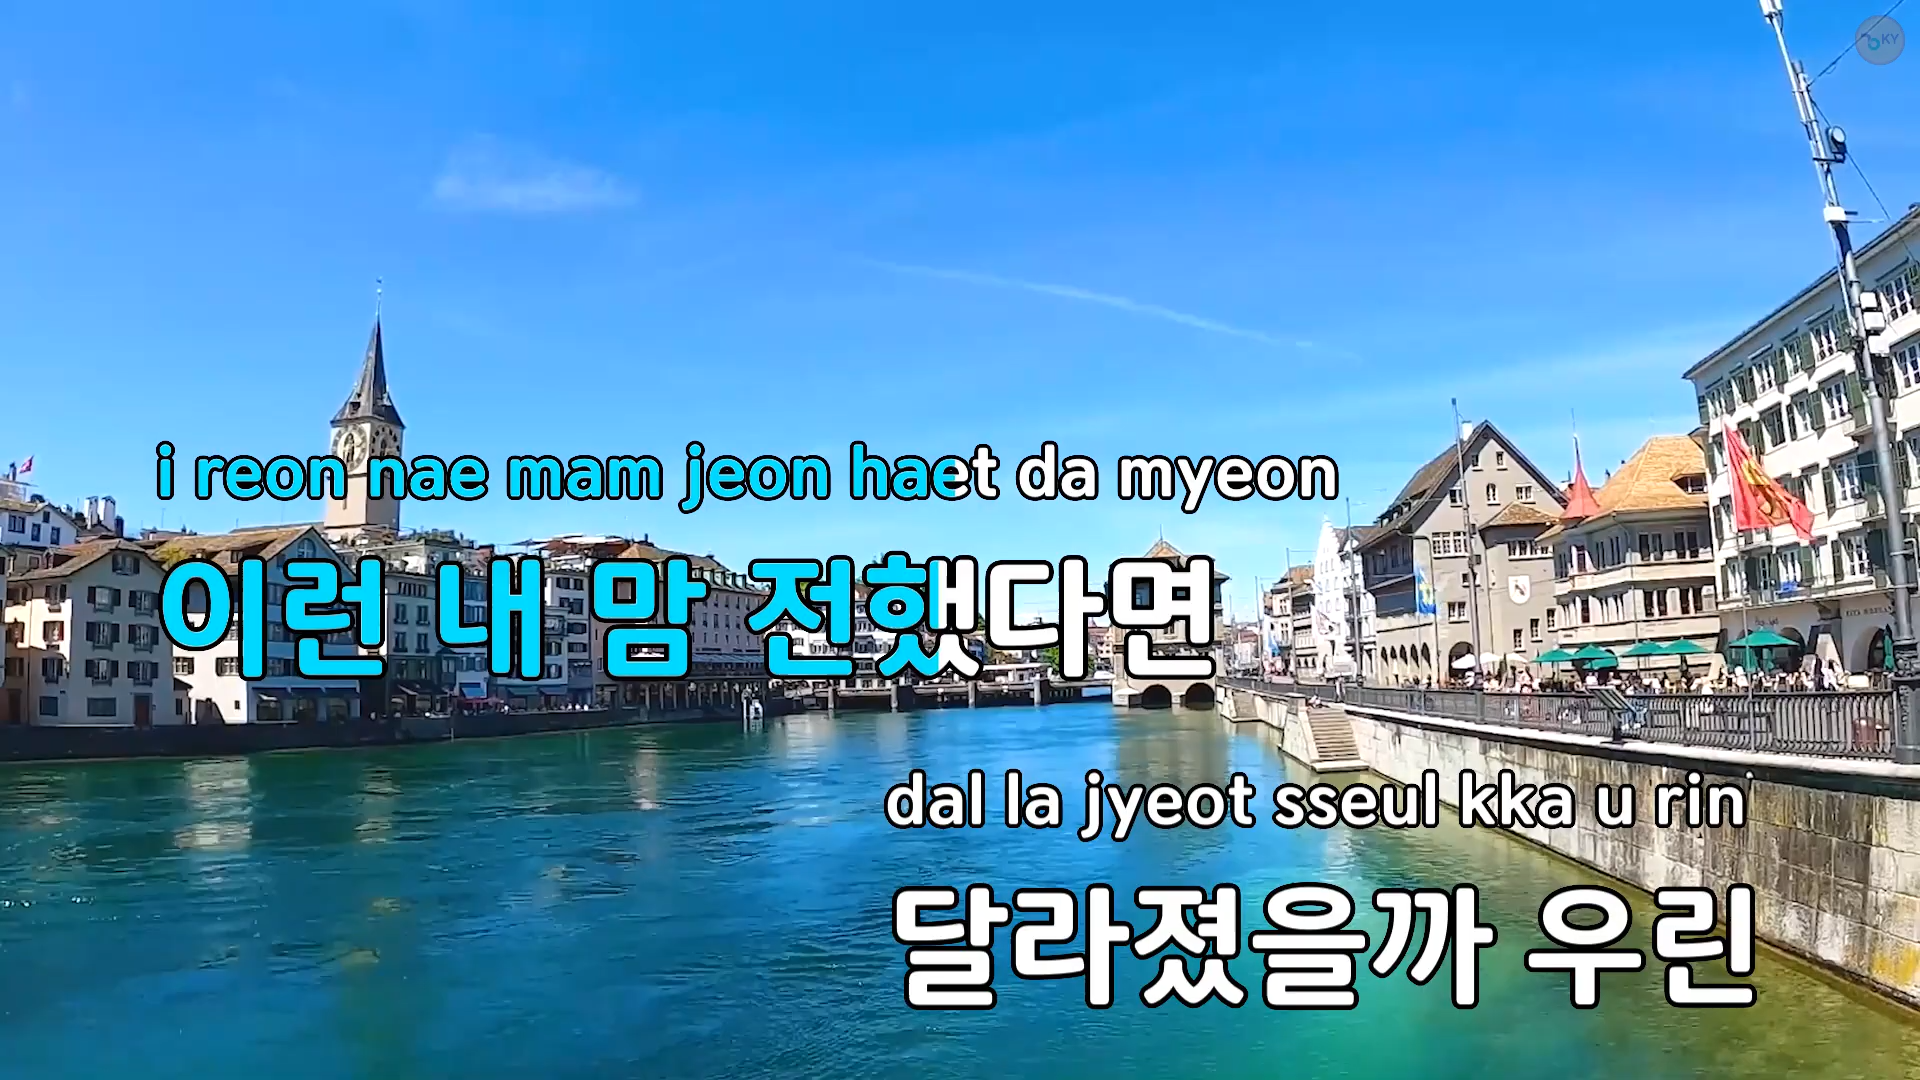 KY
i reon nae mam jeon haet da myeon
이런 내 맘 전했다면
dal la jyeot sseul kka u rin
달라졌을까 우린